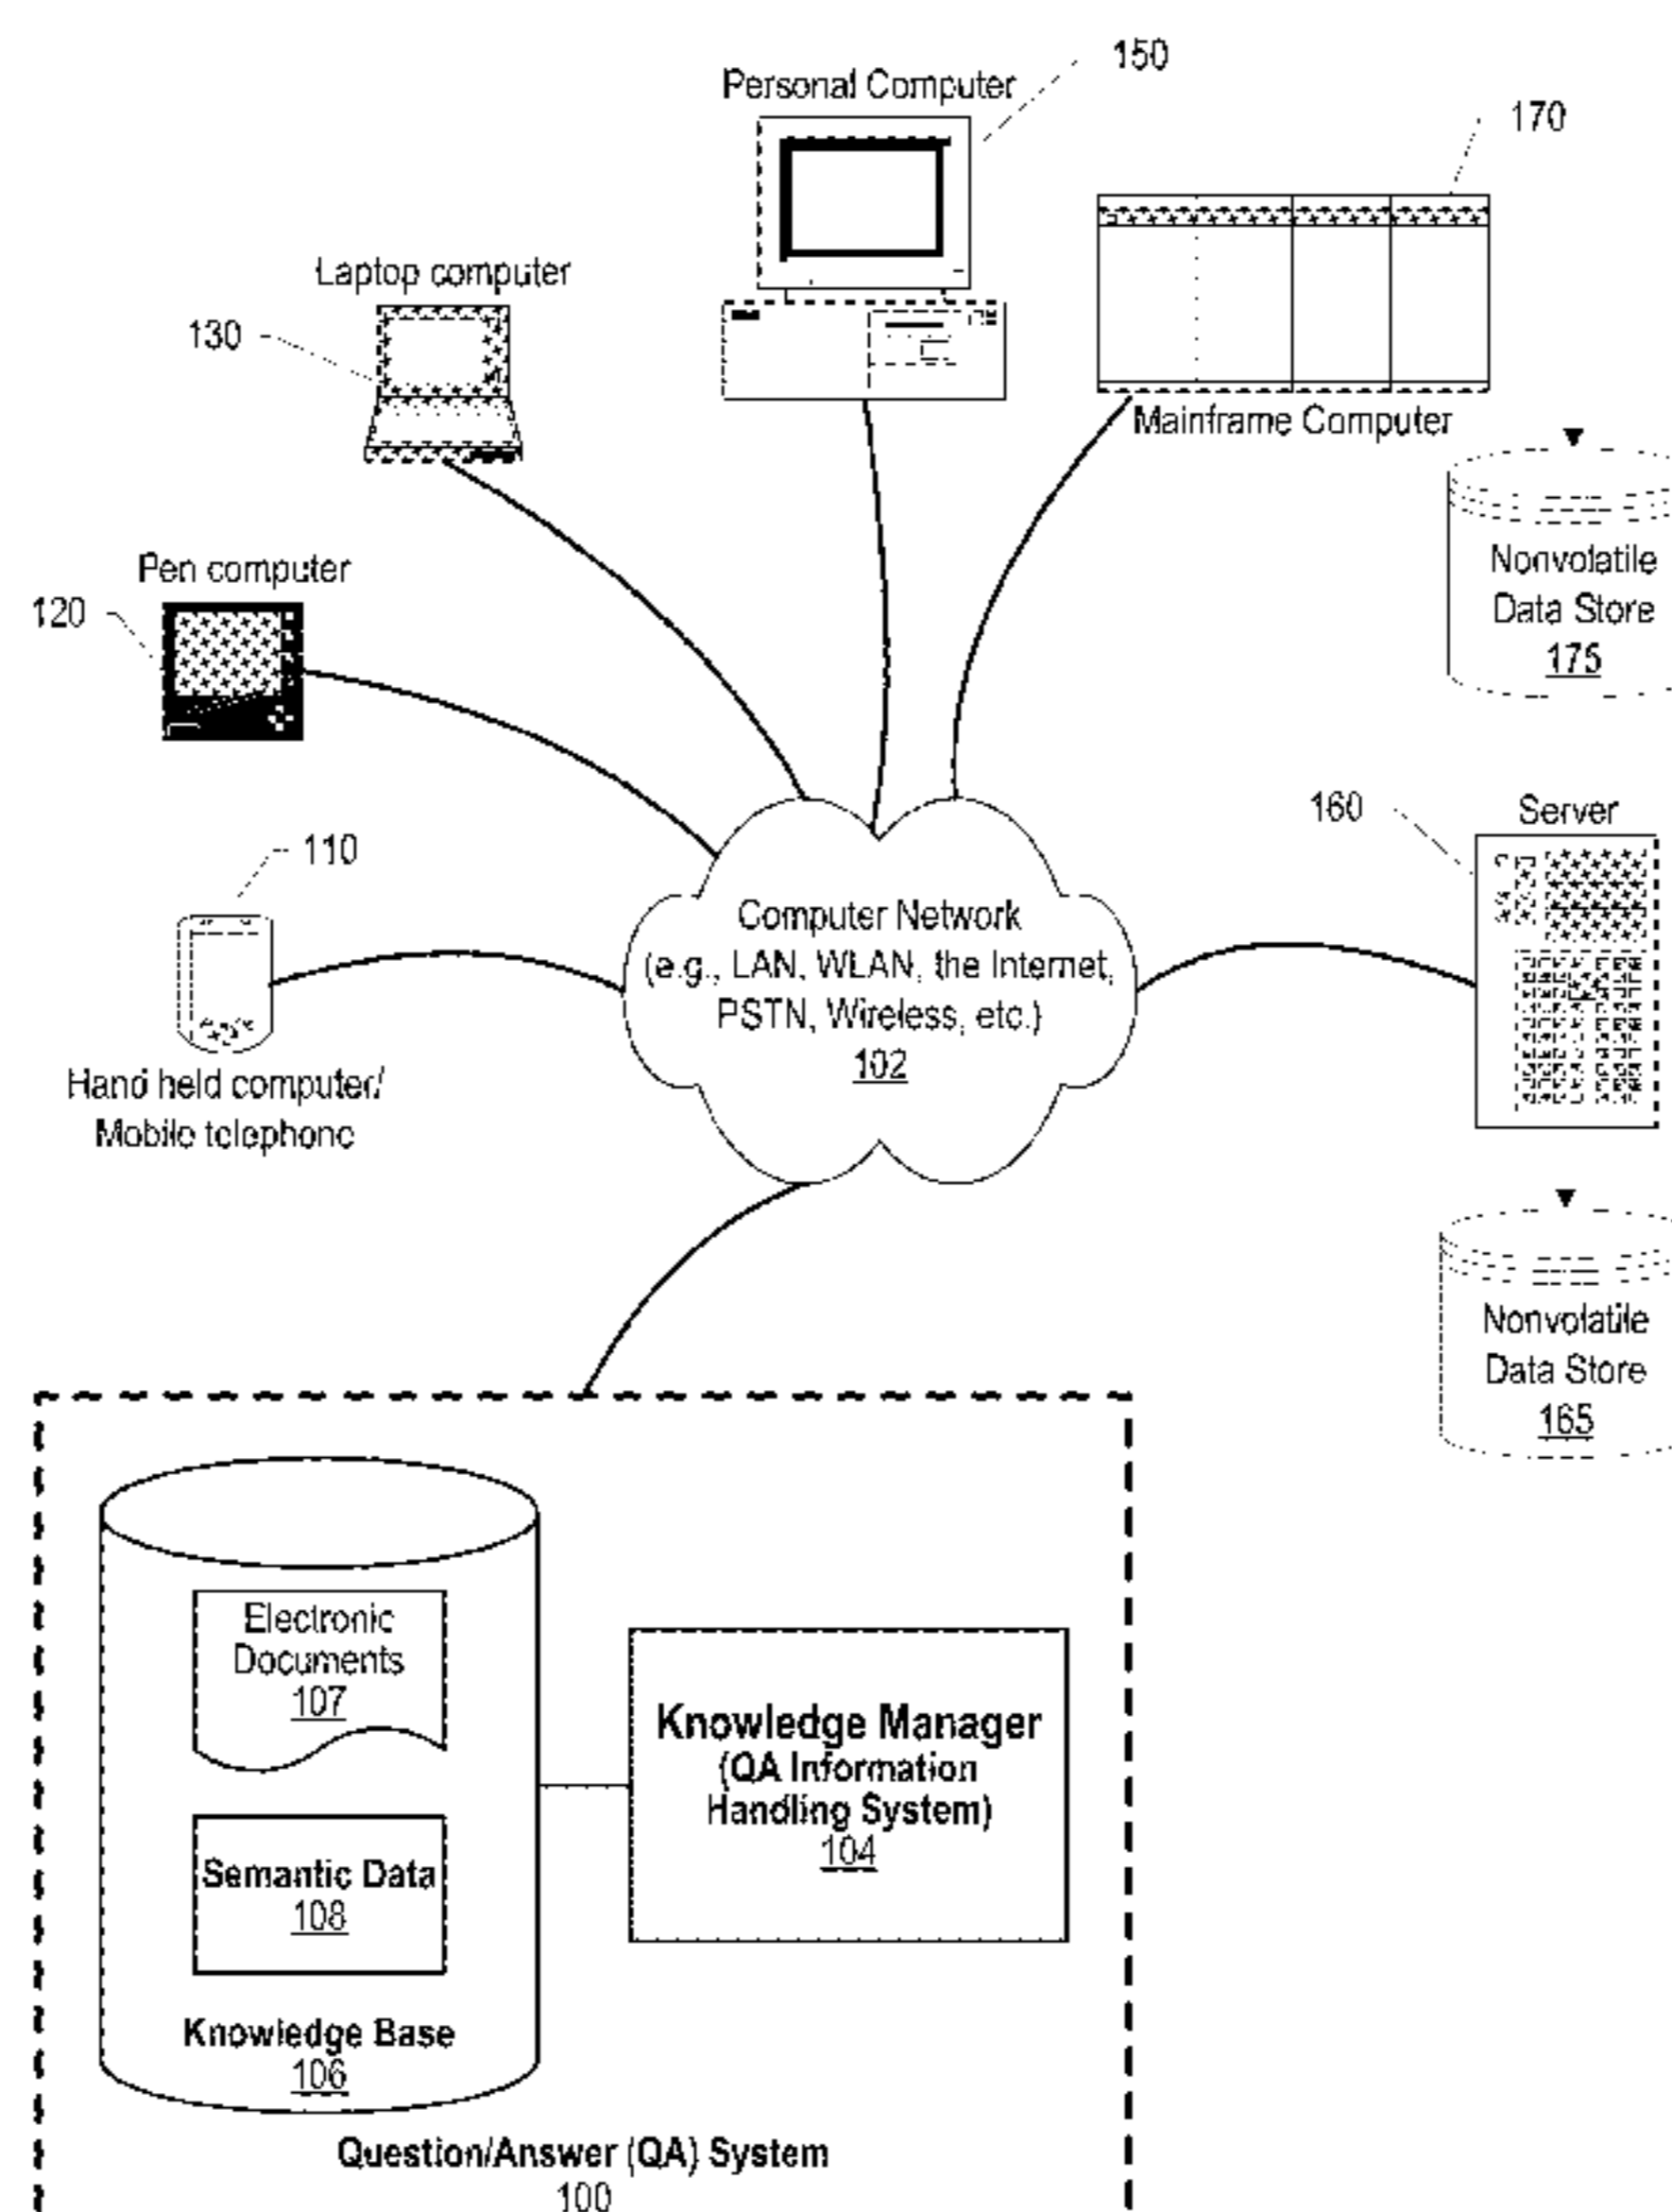 150
Personal Computer
170
Laptop computer
130
Mainframe Computer
Nonvolatile
Data Store
175
Pen computer
120
160
Server
110
Computer Network
(e.g., LAN, WLAN, the Internet,
PSTN, Wireless, etc.)
102
Hand held computer/
Mobile telephone
Nonvolatile
Data Store
165
Electronic
Documents
107
Knowledge Manager
(QA Information
Handling System)
104
Semantic Data
108
Knowledge Base
106
Question/Answer (QA) System
100